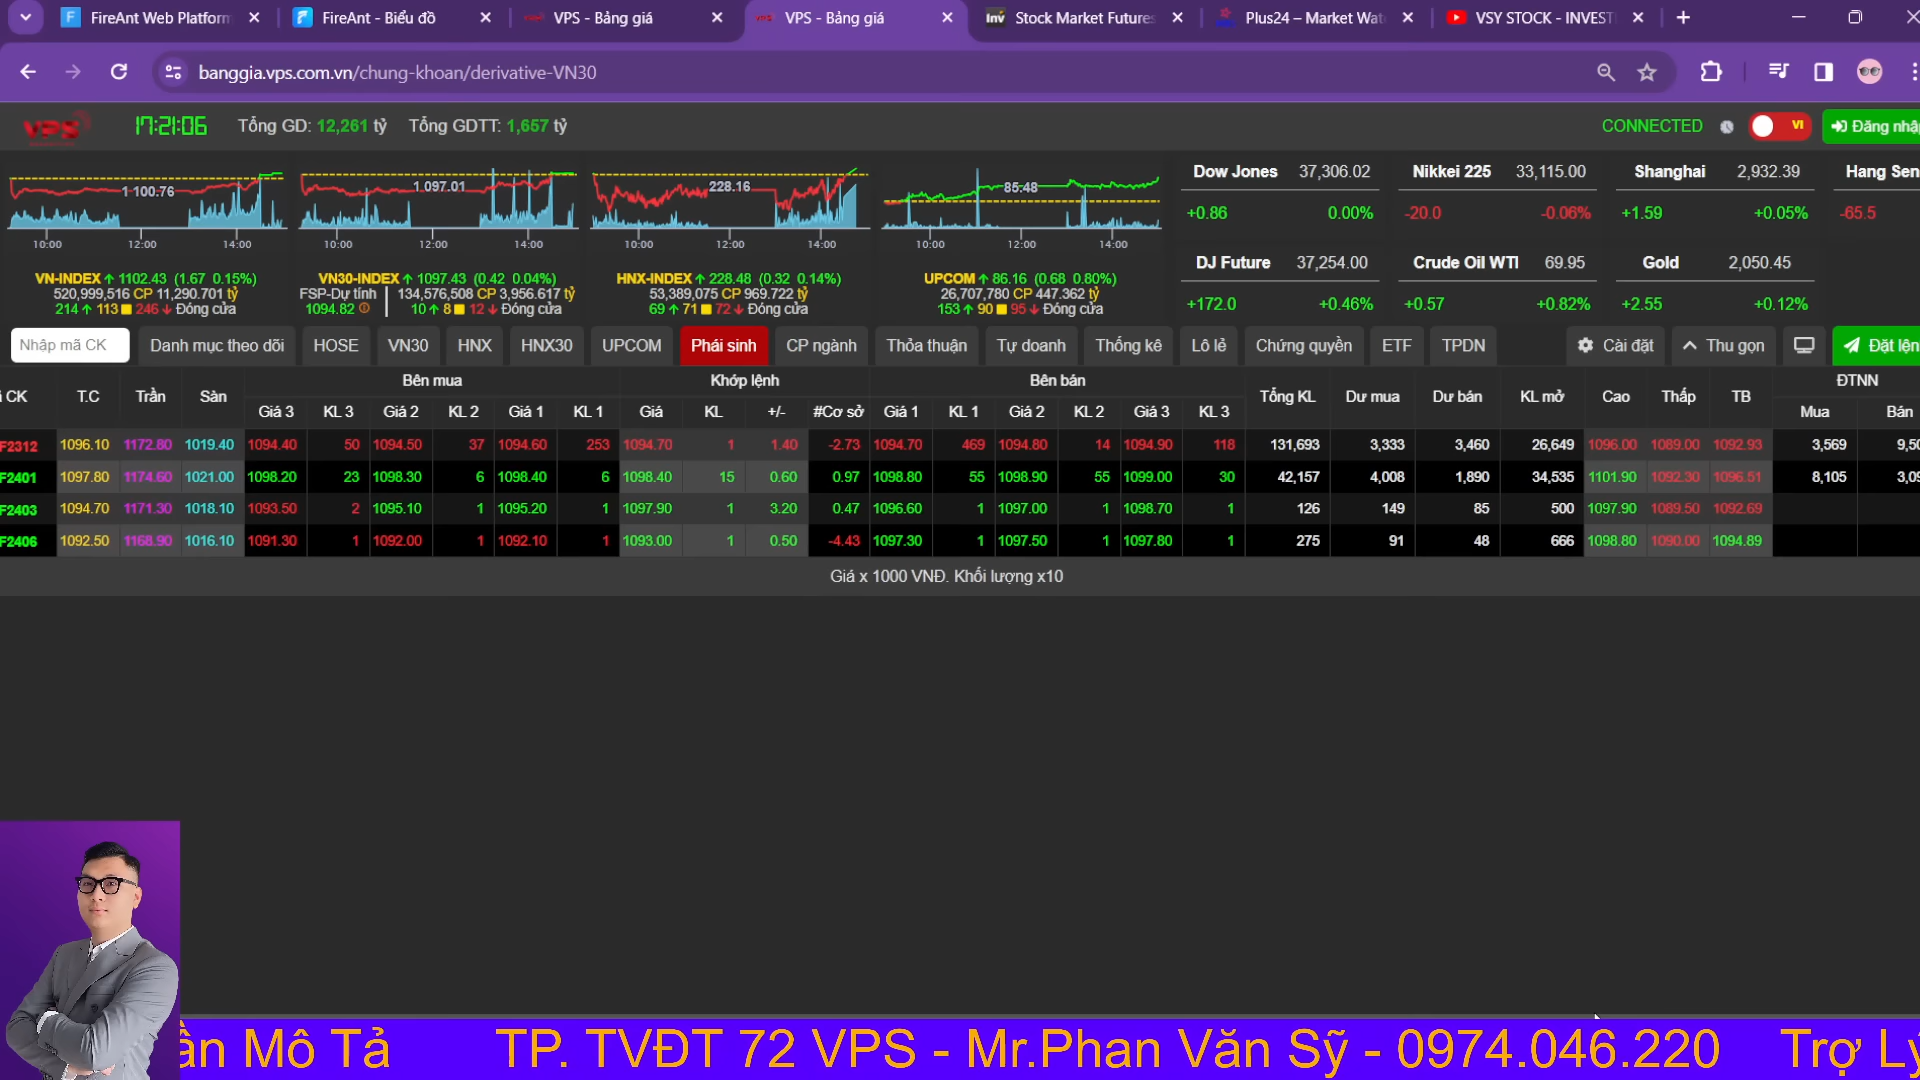 FireAnt Web Platform
FireAnt - Biểu đồ
VPS - Bảng giá
VPS - Bảng giá
Stock Market Futures
Plus24 – Market Wat
VSY STOCK - INVEST
banggia.vps.com.vn/chung-khoan/derivative-VN30
VPS 17:21:06 Tổng GD: 12,261 tỷ Tổng GDTT: 1,657 tỷ CONNECTED VI Đăng nhậ
1 100.76 1 097.01 228.16 85.48
10:00 12:00 14:00 10:00 12:00 14:00 10:00 12:00 14:00 10:00 12:00 14:00
VN-INDEX 1102.43 (1.67 0.15%)
520,999,516 CP 11,290.701 tỷ
214 113 246 Đóng cửa
VN30-INDEX 1097.43 (0.42 0.04%)
FSP-Dự tính 134,576,508 CP 3,956.617 tỷ
1094.82 10 8 12 Đóng cửa
HNX-INDEX 228.48 (0.32 0.14%)
53,389,075 CP 969.722 tỷ
69 71 72 Đóng cửa
UPCOM 86.16 (0.68 0.80%)
26,707,780 CP 447.362 tỷ
153 90 95 Đóng cửa
Dow Jones 37,306.02 Nikkei 225 33,115.00 Shanghai 2,932.39 Hang Sen
+0.86 0.00% -20.0 -0.06% +1.59 +0.05% -65.5
DJ Future 37,254.00 Crude Oil WTI 69.95 Gold 2,050.45
+172.0 +0.46% +0.57 +0.82% +2.55 +0.12%
Nhập mã CK Danh mục theo dõi HOSE VN30 HNX HNX30 UPCOM Phái sinh CP ngành Thỏa thuận Tự doanh Thống kê Lô lẻ Chứng quyền ETF TPDN Cài đặt Thu gọn Đặt lện
CK T.C Trần Sàn Bên mua Khớp lệnh Bên bán Tổng KL Dư mua Dư bán KL mở Cao Thấp TB ĐTNN
Giá 3 KL 3 Giá 2 KL 2 Giá 1 KL 1 Giá KL +/- #Cơ sở Giá 1 KL 1 Giá 2 KL 2 Giá 3 KL 3 Mua Bán
F2312 1096.10 1172.80 1019.40 1094.40 50 1094.50 37 1094.60 253 1094.70 1 1.40 -2.73 1094.70 469 1094.80 14 1094.90 118 131,693 3,333 3,460 26,649 1096.00 1089.00 1092.93 3,569 9,50
F2401 1097.80 1174.60 1021.00 1098.20 23 1098.30 6 1098.40 6 1098.40 15 0.60 0.97 1098.80 55 1098.90 55 1099.00 30 42,157 4,008 1,890 34,535 1101.90 1092.30 1096.51 8,105 3,09
F2403 1094.70 1171.30 1018.10 1093.50 2 1095.10 1 1095.20 1 1097.90 1 3.20 0.47 1096.60 1 1097.00 1 1098.70 1 126 149 85 500 1097.90 1089.50 1092.69
F2406 1092.50 1168.90 1016.10 1091.30 1 1092.00 1 1092.10 1 1093.00 1 0.50 -4.43 1097.30 1 1097.50 1 1097.80 1 275 91 48 666 1098.80 1090.00 1094.89
Giá x 1000 VNĐ. Khối lượng x10
ần Mô Tả TP. TVĐT 72 VPS - Mr.Phan Văn Sỹ - 0974.046.220 Trợ Lý